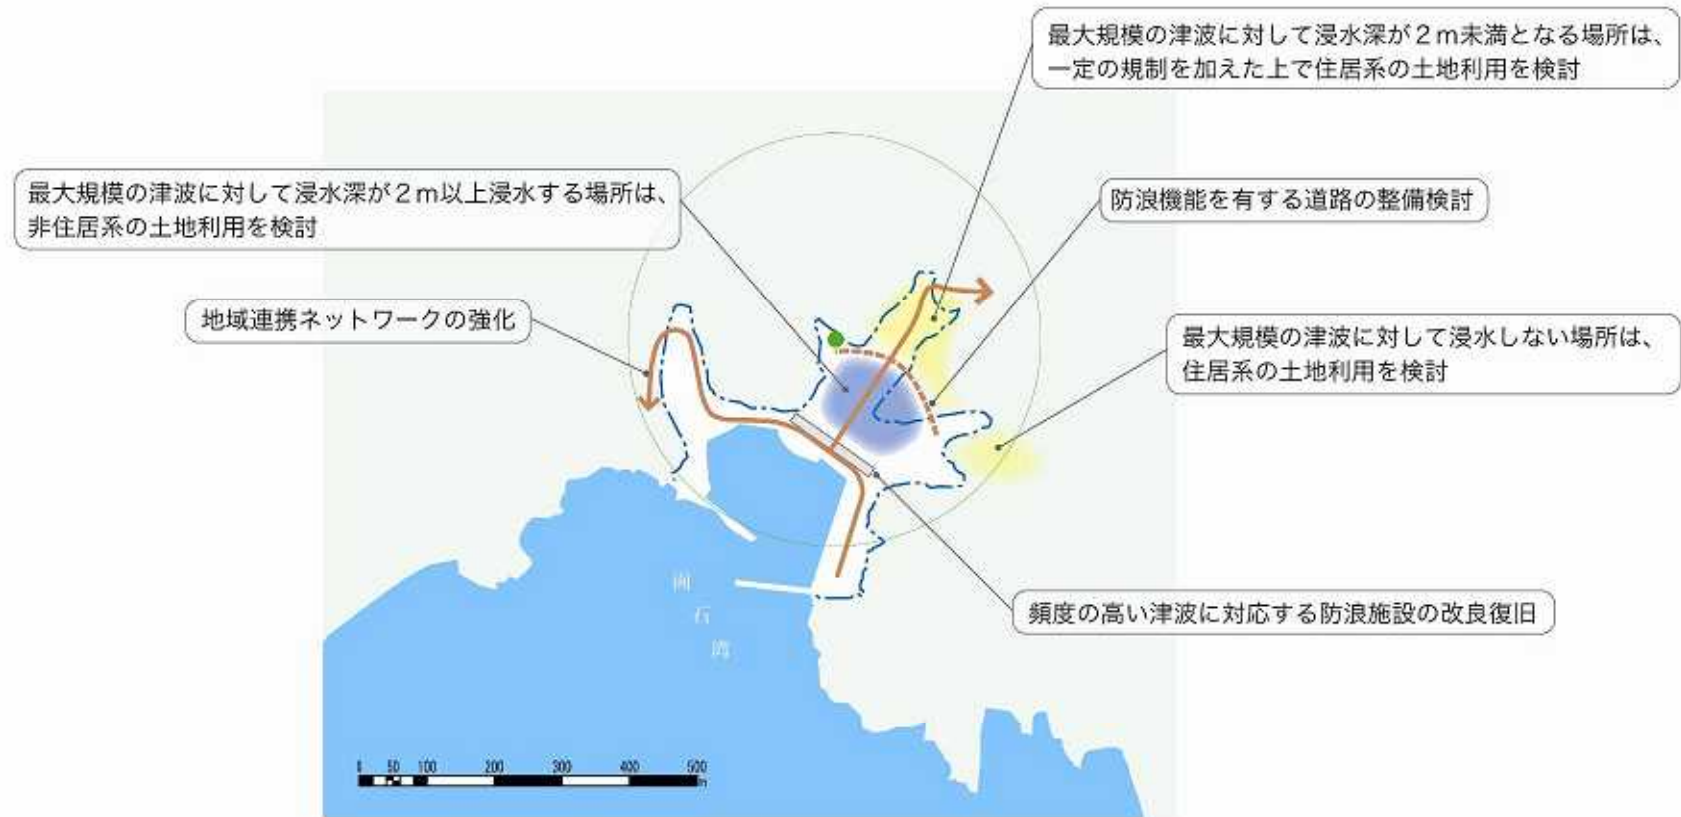 最大規模の津波に対して浸水深が２ｍ未満となる場所は、
一定の規制を加えた上で住居系の土地利用を検討
最大規模の津波に対して浸水深が２ｍ以上浸水する場所は、
非住居系の土地利用を検討
防浪機能を有する道路の整備検討
地域連携ネットワークの強化
最大規模の津波に対して浸水しない場所は、
住居系の土地利用を検討
頻度の高い津波に対応する防浪施設の改良復旧
石
湾
0 50 100 200 300 400 500
m